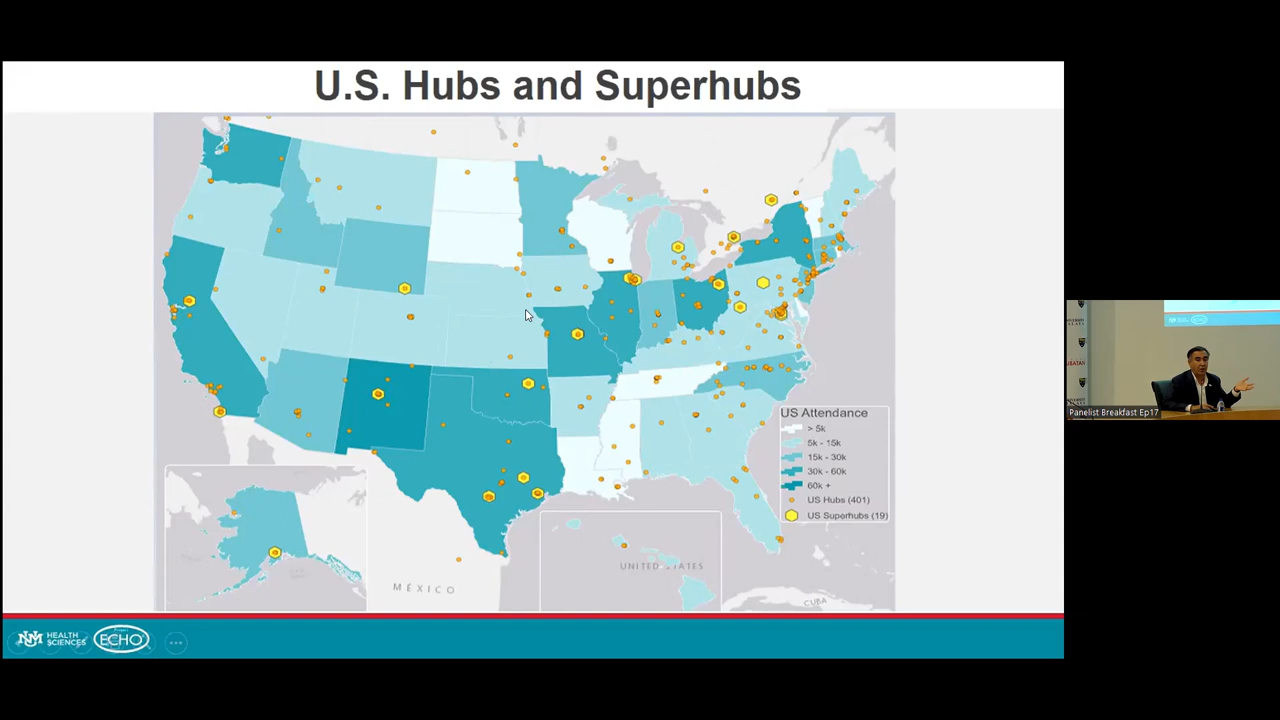 U.S. Hubs and Superhubs
US Attendance
> 5k
5k - 15k
15k - 30k
30k - 60k
60k +
US Hubs (401)
US Superhubs (19)
UNITED STATES
MÉXICO
CUBA
UNM HEALTH SCIENCES
ECHO
Panelist Breakfast Ep17